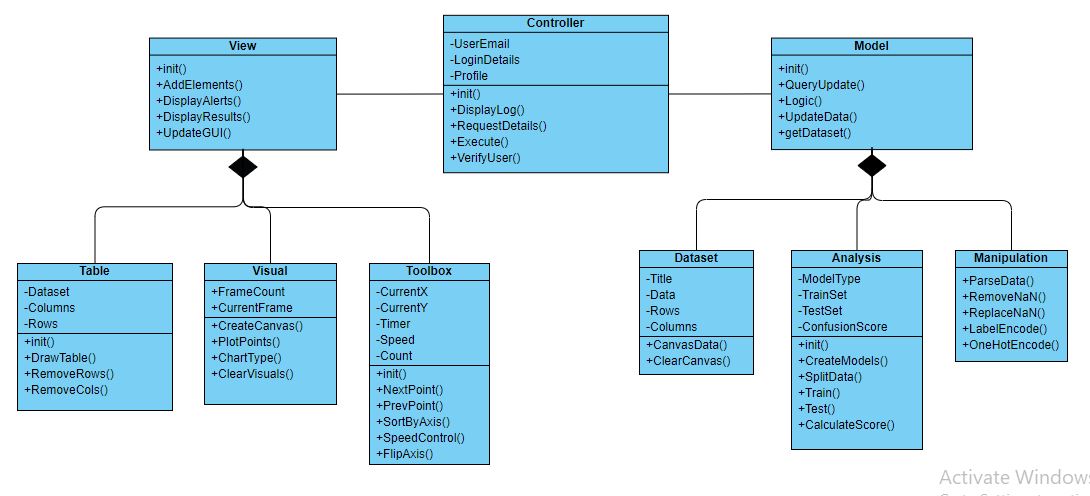 Controller
-UserEmail
-LoginDetails
-Profile
+init()
+DisplayLog()
+RequestDetails()
+Execute()
+VerifyUser()
View
+init()
+AddElements()
+DisplayAlerts()
+DisplayResults()
+UpdateGUI()
Model
+init()
+QueryUpdate()
+Logic()
+UpdateData()
+getDataset()
Table
-Dataset
-Columns
-Rows
+init()
+DrawTable()
+RemoveRows()
+RemoveCols()
Visual
+FrameCount
+CurrentFrame
+CreateCanvas()
+PlotPoints()
+ChartType()
+ClearVisuals()
Toolbox
-CurrentX
-CurrentY
-Timer
-Speed
-Count
+init()
+NextPoint()
+PrevPoint()
+SortByAxis()
+SpeedControl()
+FlipAxis()
Dataset
-Title
-Data
-Rows
-Columns
+CanvasData()
+ClearCanvas()
Analysis
-ModelType
-TrainSet
-TestSet
-ConfusionScore
+init()
+CreateModels()
+SplitData()
+Train()
+Test()
+CalculateScore()
Manipulation
+ParseData()
+RemoveNaN()
+ReplaceNaN()
+LabelEncode()
+OneHotEncode()
Activate Windows